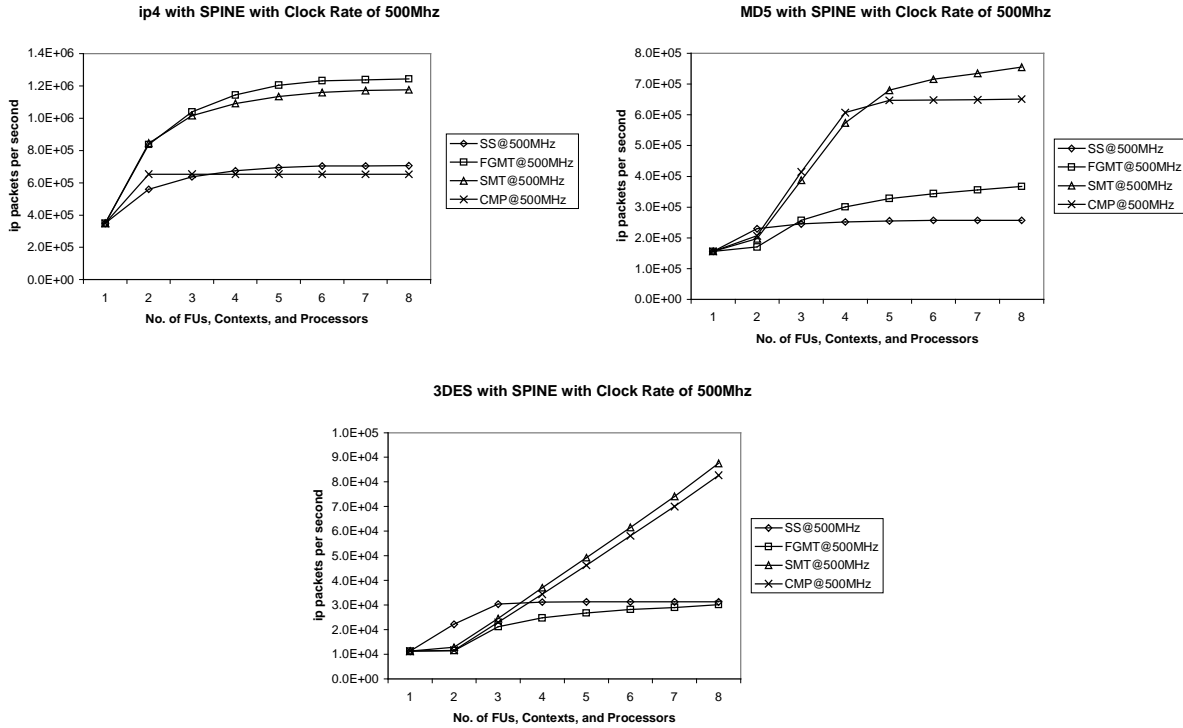 ip4 with SPINE with Clock Rate of 500Mhz
ip packets per second
1.4E+06
1.2E+06
1.0E+06
8.0E+05
6.0E+05
4.0E+05
2.0E+05
0.0E+00
1 2 3 4 5 6 7 8
No. of FUs, Contexts, and Processors
SS@500MHz
FGMT@500MHz
SMT@500MHz
CMP@500MHz
MD5 with SPINE with Clock Rate of 500Mhz
ip packets per second
8.0E+05
7.0E+05
6.0E+05
5.0E+05
4.0E+05
3.0E+05
2.0E+05
1.0E+05
0.0E+00
1 2 3 4 5 6 7 8
No. of FUs, Contexts, and Processors
SS@500MHz
FGMT@500MHz
SMT@500MHz
CMP@500MHz
3DES with SPINE with Clock Rate of 500Mhz
ip packets per second
1.0E+05
9.0E+04
8.0E+04
7.0E+04
6.0E+04
5.0E+04
4.0E+04
3.0E+04
2.0E+04
1.0E+04
0.0E+00
1 2 3 4 5 6 7 8
No. of FUs, Contexts, and Processors
SS@500MHz
FGMT@500MHz
SMT@500MHz
CMP@500MHz